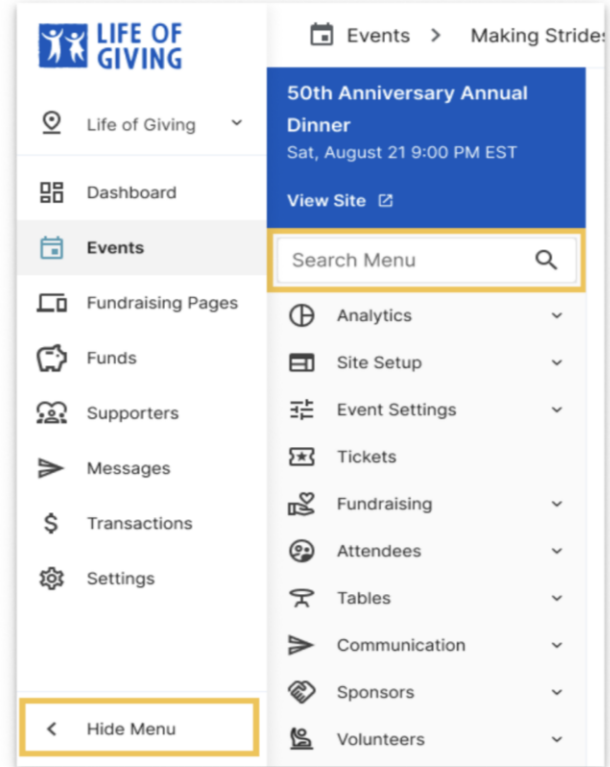 LIFE OF
GIVING
Life of Giving
Dashboard
Events
Fundraising Pages
Funds
Supporters
Messages
Transactions
Settings
Hide Menu
Events > Making Strides
50th Anniversary Annual
Dinner
Sat, August 21 9:00 PM EST
View Site
Search Menu
Analytics
Site Setup
Event Settings
Tickets
Fundraising
Attendees
Tables
Communication
Sponsors
Volunteers